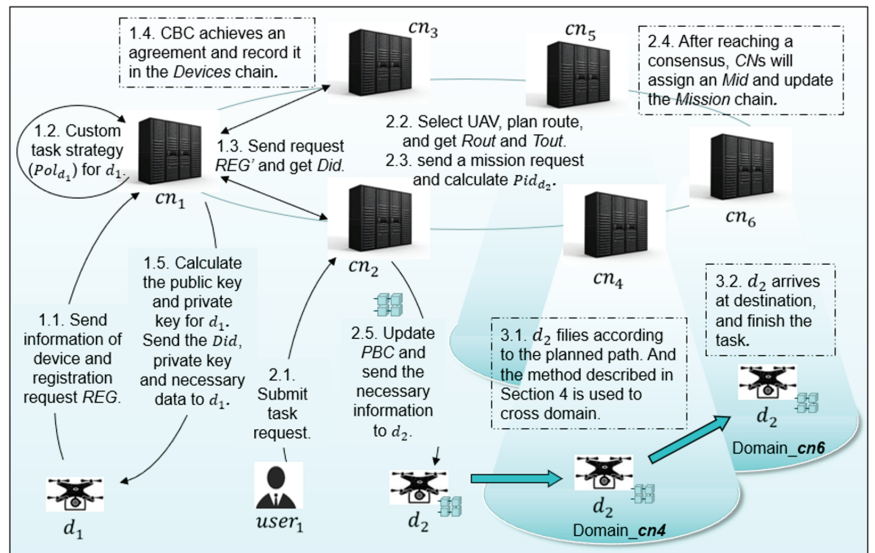 1.4. CBC achieves an
agreement and record it
in the Devices chain.
cn3
cn5
2.4. After reaching a
consensus, CNs will
assign an Mid and update
the Mission chain.
1.2. Custom
task strategy
(Pol_d1) for d1.
cn1
1.3. Send request
REG' and get Did.
2.2. Select UAV, plan route,
and get Rout and Tout.
2.3. send a mission request
and calculate Pid_d2.
cn6
cn2
cn4
1.1. Send
information of
device and
registration
request REG.
1.5. Calculate
the public key
and private
key for d1.
Send the Did,
private key
and necessary
data to d1.
2.1.
Submit
task
request.
2.5. Update
PBC and
send the
necessary
information
to d2.
3.1. d2 filies according
to the planned path. And
the method described in
Section 4 is used to
cross domain.
3.2. d2 arrives
at destination,
and finish the
task.
d2
Domain_cn6
d1
user1
d2
d2
Domain_cn4